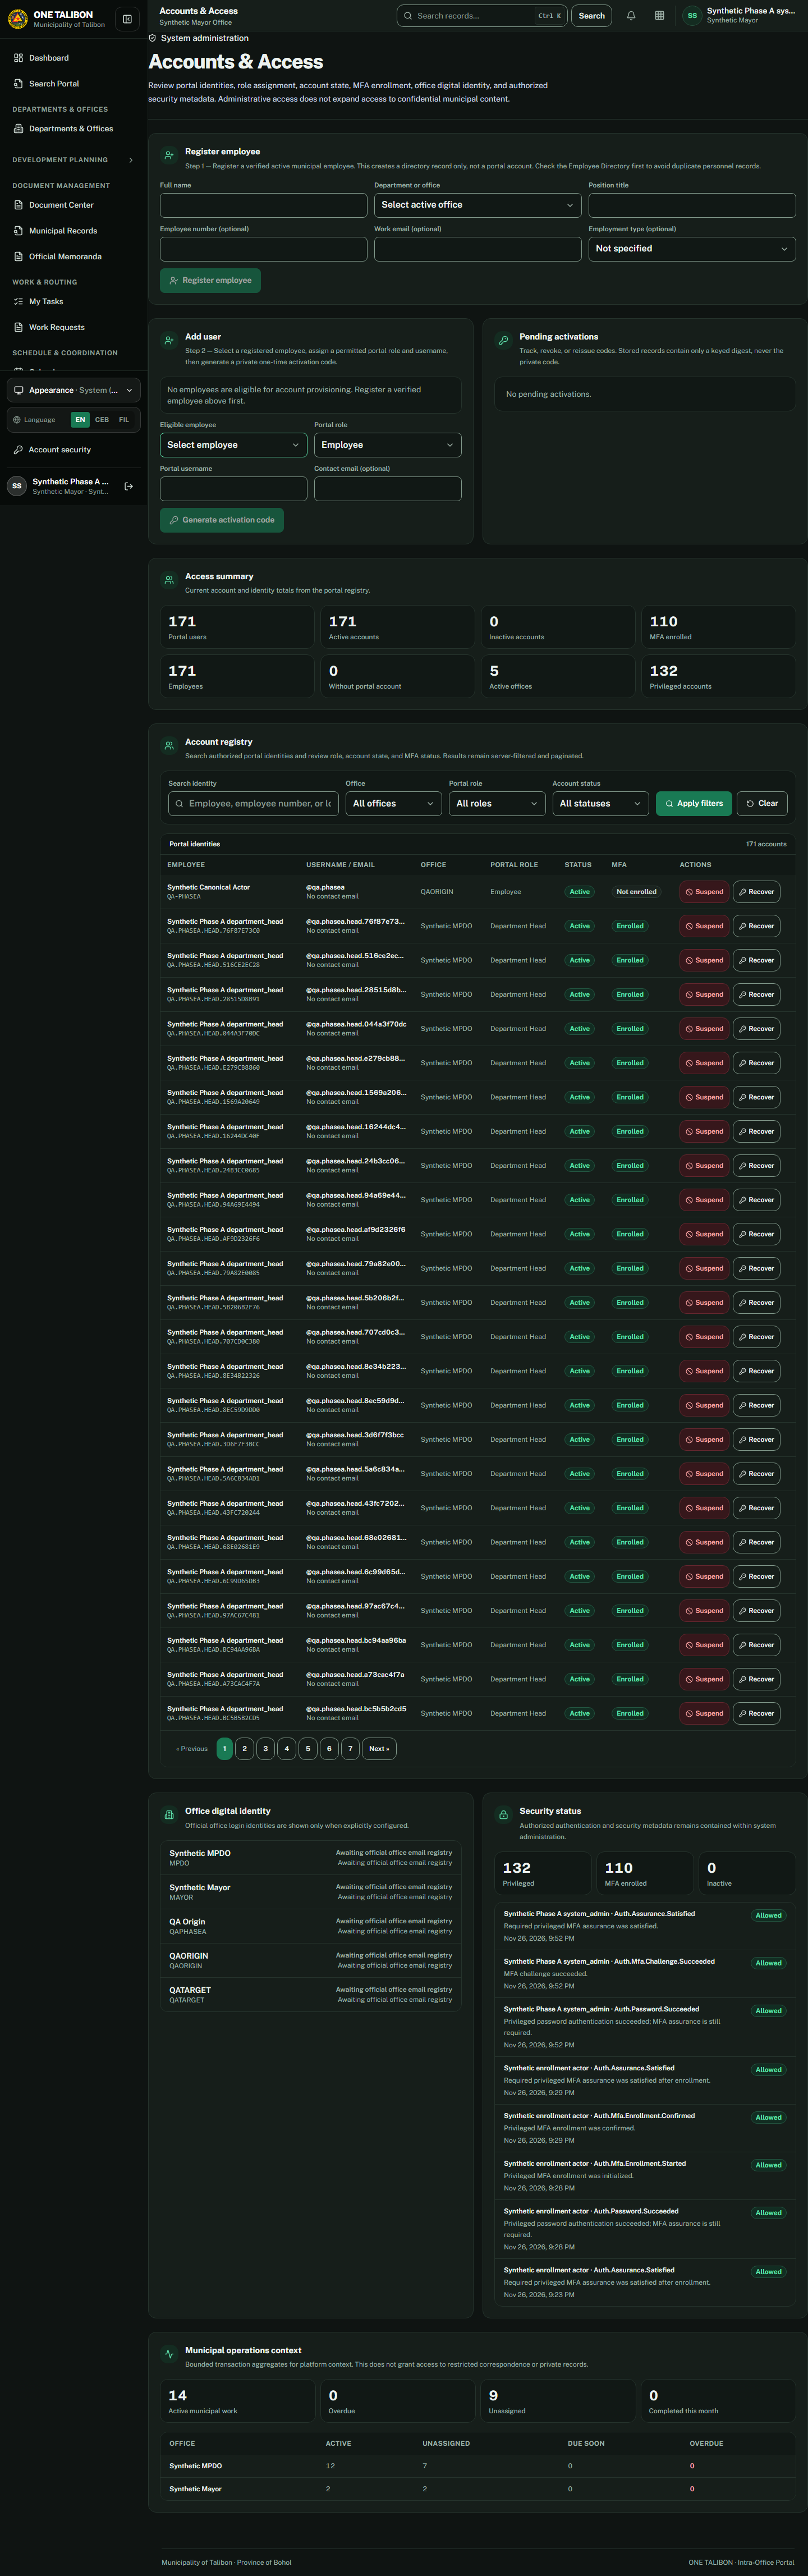 ONE TALIBON
Municipality of Talibon
Dashboard
Search Portal
DEPARTMENTS & OFFICES
Departments & Offices
DEVELOPMENT PLANNING
DOCUMENT MANAGEMENT
Document Center
Municipal Records
Official Memoranda
WORK & ROUTING
My Tasks
Work Requests
SCHEDULE & COORDINATION
Appearance · System (...
Language
EN
CEB
FIL
Account security
SS
Synthetic Phase A ...
Synthetic Mayor · Synt...
Accounts & Access
Synthetic Mayor Office
Search records...
Ctrl K
Search
SS
Synthetic Phase A sys...
Synthetic Mayor
System administration
Accounts & Access
Review portal identities, role assignment, account state, MFA enrollment, office digital identity, and authorized
security metadata. Administrative access does not expand access to confidential municipal content.
Register employee
Step 1 — Register a verified active municipal employee. This creates a directory record only, not a portal account. Check the Employee Directory first to avoid duplicate personnel records.
Full name
Department or office
Position title
Select active office
Employee number (optional)
Work email (optional)
Employment type (optional)
Not specified
Register employee
Add user
Step 2 — Select a registered employee, assign a permitted portal role and username,
then generate a private one-time activation code.
No employees are eligible for account provisioning. Register a verified
employee above first.
Eligible employee
Portal role
Select employee
Employee
Portal username
Contact email (optional)
Generate activation code
Pending activations
Track, revoke, or reissue codes. Stored records contain only a keyed digest, never the
private code.
No pending activations.
Access summary
Current account and identity totals from the portal registry.
171
Portal users
171
Active accounts
0
Inactive accounts
110
MFA enrolled
171
Employees
0
Without portal account
5
Active offices
132
Privileged accounts
Account registry
Search authorized portal identities and review role, account state, and MFA status. Results remain server-filtered and paginated.
Search identity
Office
Portal role
Account status
Employee, employee number, or lo
All offices
All roles
All statuses
Apply filters
Clear
Portal identities
171 accounts
EMPLOYEE USERNAME / EMAIL OFFICE PORTAL ROLE STATUS MFA ACTIONS
Synthetic Canonical Actor @qa.phasea QAORIGIN Employee Active Not enrolled Suspend Recover
QA-PHASEA No contact email
Synthetic Phase A department_head @qa.phasea.head.76f87e73... Synthetic MPDO Department Head Active Enrolled Suspend Recover
QA.PHASEA.HEAD.76F87E73C0 No contact email
Synthetic Phase A department_head @qa.phasea.head.516ce2ec... Synthetic MPDO Department Head Active Enrolled Suspend Recover
QA.PHASEA.HEAD.516CE2EC28 No contact email
Synthetic Phase A department_head @qa.phasea.head.28515d8b... Synthetic MPDO Department Head Active Enrolled Suspend Recover
QA.PHASEA.HEAD.28515D8B91 No contact email
Synthetic Phase A department_head @qa.phasea.head.044a3f70dc Synthetic MPDO Department Head Active Enrolled Suspend Recover
QA.PHASEA.HEAD.044A3F70DC No contact email
Synthetic Phase A department_head @qa.phasea.head.e279cb88... Synthetic MPDO Department Head Active Enrolled Suspend Recover
QA.PHASEA.HEAD.E279CB8860 No contact email
Synthetic Phase A department_head @qa.phasea.head.1569a206... Synthetic MPDO Department Head Active Enrolled Suspend Recover
QA.PHASEA.HEAD.1569A20649 No contact email
Synthetic Phase A department_head @qa.phasea.head.16244dc4... Synthetic MPDO Department Head Active Enrolled Suspend Recover
QA.PHASEA.HEAD.16244DC40F No contact email
Synthetic Phase A department_head @qa.phasea.head.24b3cc06... Synthetic MPDO Department Head Active Enrolled Suspend Recover
QA.PHASEA.HEAD.24B3CC0685 No contact email
Synthetic Phase A department_head @qa.phasea.head.94a69e44... Synthetic MPDO Department Head Active Enrolled Suspend Recover
QA.PHASEA.HEAD.94A69E4494 No contact email
Synthetic Phase A department_head @qa.phasea.head.af9d2326f6 Synthetic MPDO Department Head Active Enrolled Suspend Recover
QA.PHASEA.HEAD.AF9D2326F6 No contact email
Synthetic Phase A department_head @qa.phasea.head.79a82e00... Synthetic MPDO Department Head Active Enrolled Suspend Recover
QA.PHASEA.HEAD.79A82E0085 No contact email
Synthetic Phase A department_head @qa.phasea.head.5b206b2f... Synthetic MPDO Department Head Active Enrolled Suspend Recover
QA.PHASEA.HEAD.5B206B2F76 No contact email
Synthetic Phase A department_head @qa.phasea.head.707cd0c3... Synthetic MPDO Department Head Active Enrolled Suspend Recover
QA.PHASEA.HEAD.707CD0C380 No contact email
Synthetic Phase A department_head @qa.phasea.head.8e34b223... Synthetic MPDO Department Head Active Enrolled Suspend Recover
QA.PHASEA.HEAD.8E34B22326 No contact email
Synthetic Phase A department_head @qa.phasea.head.8ec59d9d... Synthetic MPDO Department Head Active Enrolled Suspend Recover
QA.PHASEA.HEAD.8EC59D9DD0 No contact email
Synthetic Phase A department_head @qa.phasea.head.3d6f7f3bcc Synthetic MPDO Department Head Active Enrolled Suspend Recover
QA.PHASEA.HEAD.3D6F7F3BCC No contact email
Synthetic Phase A department_head @qa.phasea.head.5a6c834a... Synthetic MPDO Department Head Active Enrolled Suspend Recover
QA.PHASEA.HEAD.5A6C834AD1 No contact email
Synthetic Phase A department_head @qa.phasea.head.43fc7202... Synthetic MPDO Department Head Active Enrolled Suspend Recover
QA.PHASEA.HEAD.43FC720244 No contact email
Synthetic Phase A department_head @qa.phasea.head.68e02681... Synthetic MPDO Department Head Active Enrolled Suspend Recover
QA.PHASEA.HEAD.68E02681E9 No contact email
Synthetic Phase A department_head @qa.phasea.head.6c99d65d... Synthetic MPDO Department Head Active Enrolled Suspend Recover
QA.PHASEA.HEAD.6C99D65DB3 No contact email
Synthetic Phase A department_head @qa.phasea.head.97ac67c4... Synthetic MPDO Department Head Active Enrolled Suspend Recover
QA.PHASEA.HEAD.97AC67C481 No contact email
Synthetic Phase A department_head @qa.phasea.head.bc94aa96ba Synthetic MPDO Department Head Active Enrolled Suspend Recover
QA.PHASEA.HEAD.BC94AA96BA No contact email
Synthetic Phase A department_head @qa.phasea.head.a73cac4f7a Synthetic MPDO Department Head Active Enrolled Suspend Recover
QA.PHASEA.HEAD.A73CAC4F7A No contact email
Synthetic Phase A department_head @qa.phasea.head.bc5b5b2cd5 Synthetic MPDO Department Head Active Enrolled Suspend Recover
QA.PHASEA.HEAD.BC5B5B2CD5 No contact email
« Previous 1 2 3 4 5 6 7 Next »
Office digital identity
Official office login identities are shown only when explicitly configured.
Synthetic MPDO Awaiting official office email registry
MPDO Awaiting official office email registry
Synthetic Mayor Awaiting official office email registry
MAYOR Awaiting official office email registry
QA Origin Awaiting official office email registry
QAPHASEA Awaiting official office email registry
QAORIGIN Awaiting official office email registry
QAORIGIN Awaiting official office email registry
QATARGET Awaiting official office email registry
QATARGET Awaiting official office email registry
Security status
Authorized authentication and security metadata remains contained within system
administration.
132
Privileged
110
MFA enrolled
0
Inactive
Synthetic Phase A system_admin · Auth.Assurance.Satisfied Allowed
Required privileged MFA assurance was satisfied.
Nov 26, 2026, 9:52 PM
Synthetic Phase A system_admin · Auth.Mfa.Challenge.Succeeded Allowed
MFA challenge succeeded.
Nov 26, 2026, 9:52 PM
Synthetic Phase A system_admin · Auth.Password.Succeeded Allowed
Privileged password authentication succeeded; MFA assurance is still
required.
Nov 26, 2026, 9:52 PM
Synthetic enrollment actor · Auth.Assurance.Satisfied Allowed
Required privileged MFA assurance was satisfied after enrollment.
Nov 26, 2026, 9:29 PM
Synthetic enrollment actor · Auth.Mfa.Enrollment.Confirmed Allowed
Privileged MFA enrollment was confirmed.
Nov 26, 2026, 9:29 PM
Synthetic enrollment actor · Auth.Mfa.Enrollment.Started Allowed
Privileged MFA enrollment was initialized.
Nov 26, 2026, 9:28 PM
Synthetic enrollment actor · Auth.Password.Succeeded Allowed
Privileged password authentication succeeded; MFA assurance is still
required.
Nov 26, 2026, 9:28 PM
Synthetic enrollment actor · Auth.Assurance.Satisfied Allowed
Required privileged MFA assurance was satisfied after enrollment.
Nov 26, 2026, 9:23 PM
Municipal operations context
Bounded transaction aggregates for platform context. This does not grant access to restricted correspondence or private records.
14
Active municipal work
0
Overdue
9
Unassigned
0
Completed this month
OFFICE ACTIVE UNASSIGNED DUE SOON OVERDUE
Synthetic MPDO 12 7 0 0
Synthetic Mayor 2 2 0 0
Municipality of Talibon · Province of Bohol
ONE TALIBON · Intra-Office Portal